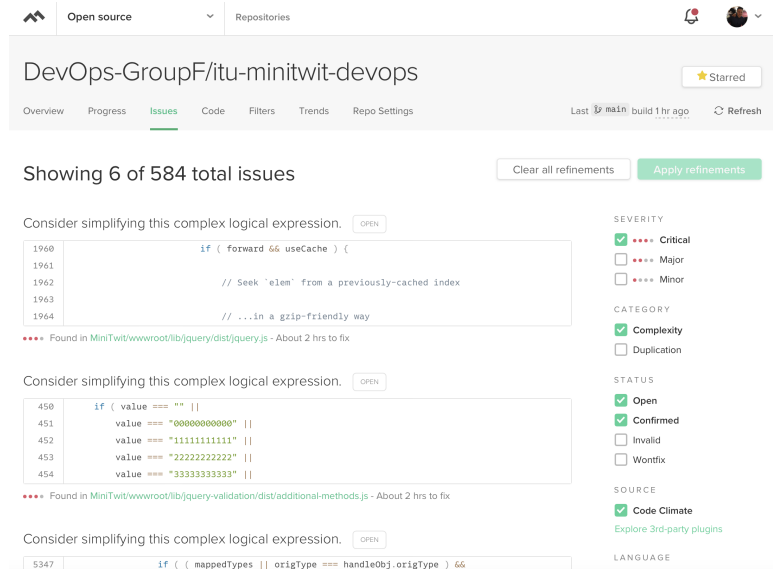 Open source
Repositories
DevOps-GroupF/itu-minitwit-devops
Starred
Overview Progress Issues Code Filters Trends Repo Settings
Last main build 1 hr ago Refresh
Showing 6 of 584 total issues
Clear all refinements
Apply refinements
Consider simplifying this complex logical expression. OPEN
1960 if ( forward && useCache ) {
1961
1962 // Seek `elem` from a previously-cached index
1963
1964 // ...in a gzip-friendly way
Found in MiniTwit/wwwroot/lib/jquery/dist/jquery.js - About 2 hrs to fix
Consider simplifying this complex logical expression. OPEN
450 if ( value === "" ||
451 value === "00000000000" ||
452 value === "11111111111" ||
453 value === "22222222222" ||
454 value === "33333333333" ||
Found in MiniTwit/wwwroot/lib/jquery-validation/dist/additional-methods.js - About 2 hrs to fix
Consider simplifying this complex logical expression. OPEN
5347 if ( ( mappedTypes || origType === handleObj.origType ) &&
SEVERITY
Critical
Major
Minor
CATEGORY
Complexity
Duplication
STATUS
Open
Confirmed
Invalid
Wontfix
SOURCE
Code Climate
Explore 3rd-party plugins
LANGUAGE